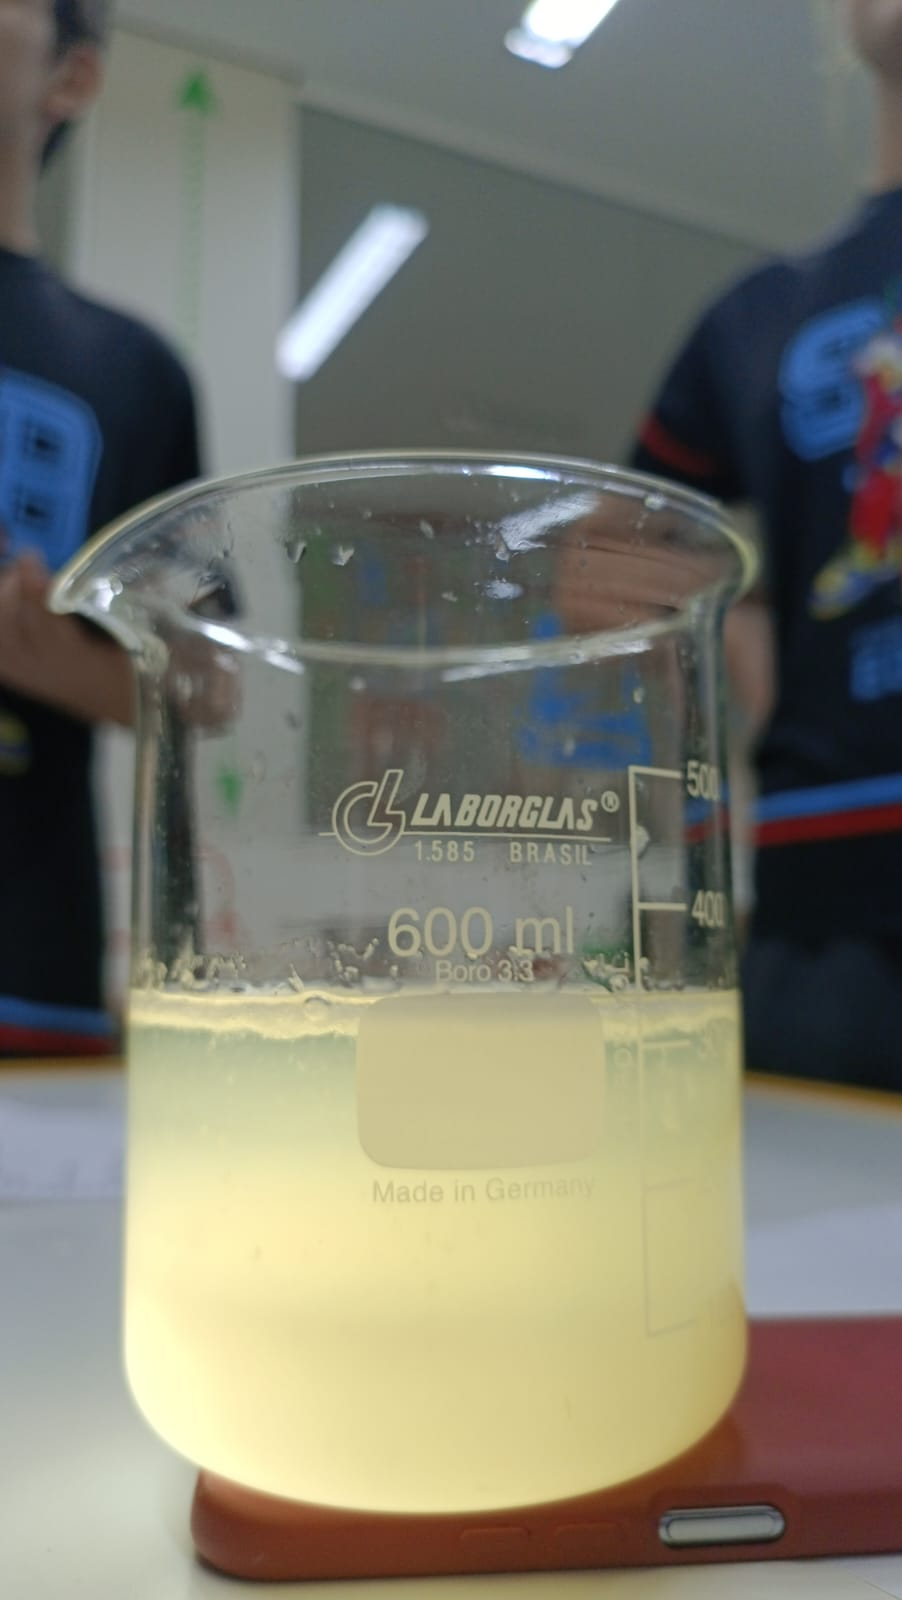 B
S
LABORGLAS®
1.585 BRASIL
500
400
600 ml
Boro 3.3
Made in Germany